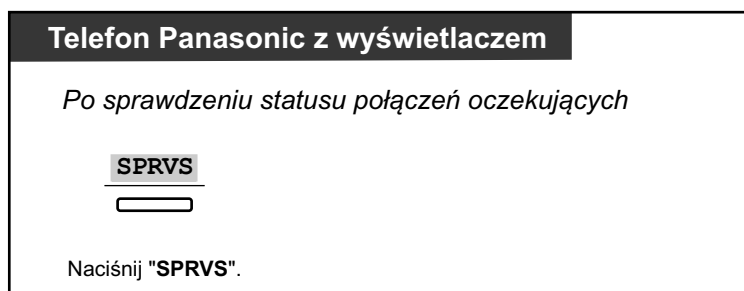 Telefon Panasonic z wyświetlaczem
Po sprawdzeniu statusu połączeń oczekujących
SPRVS
Naciśnij "SPRVS".